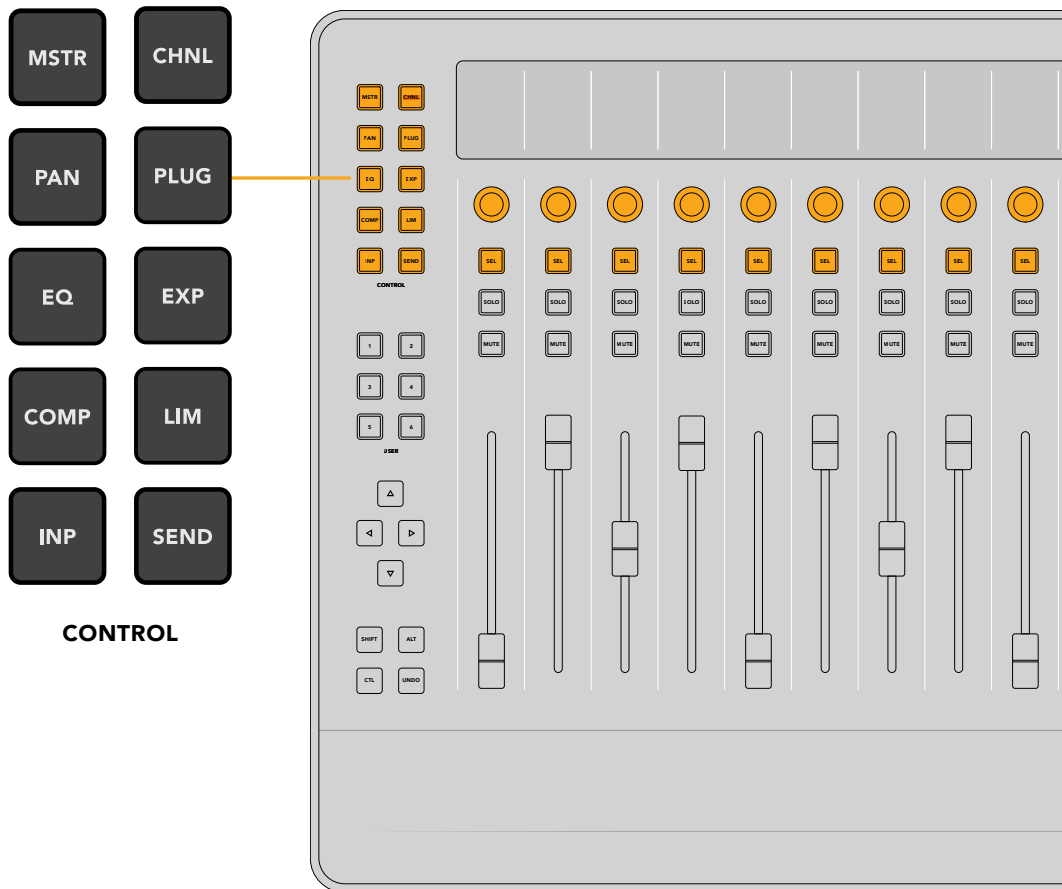 MSTR CHNL
PAN PLUG
EQ EXP
COMP LIM
INP SEND
CONTROL
MSTR CHNL
PAN PLUG
EQ EXP
COMP LIM
INP SEND
CONTROL
1 2
3 4
5 6
USER
SHIFT ALT
CTL UNDO
SEL SEL SEL SEL SEL SEL SEL SEL SEL
SOLO SOLO SOLO SOLO SOLO SOLO SOLO SOLO SOLO
MUTE MUTE MUTE MUTE MUTE MUTE MUTE MUTE MUTE